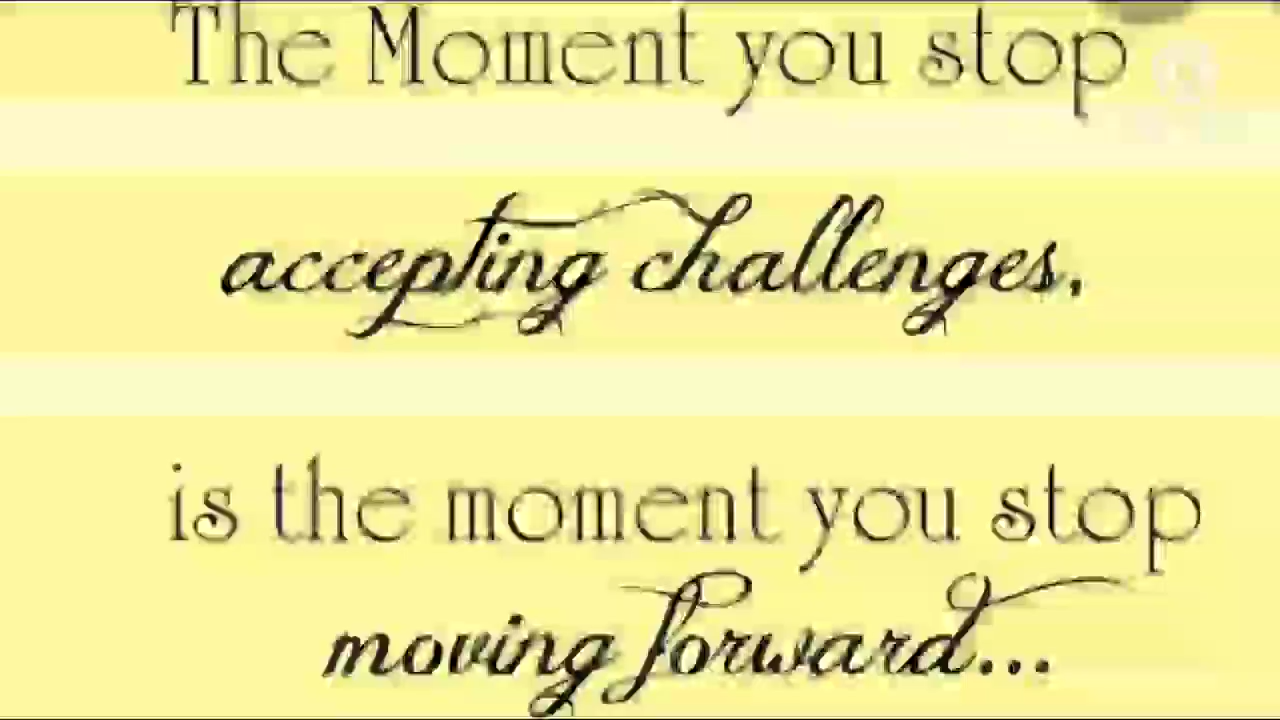 The Moment you stop
accepting challenges,
is the moment you stop
moving forward...